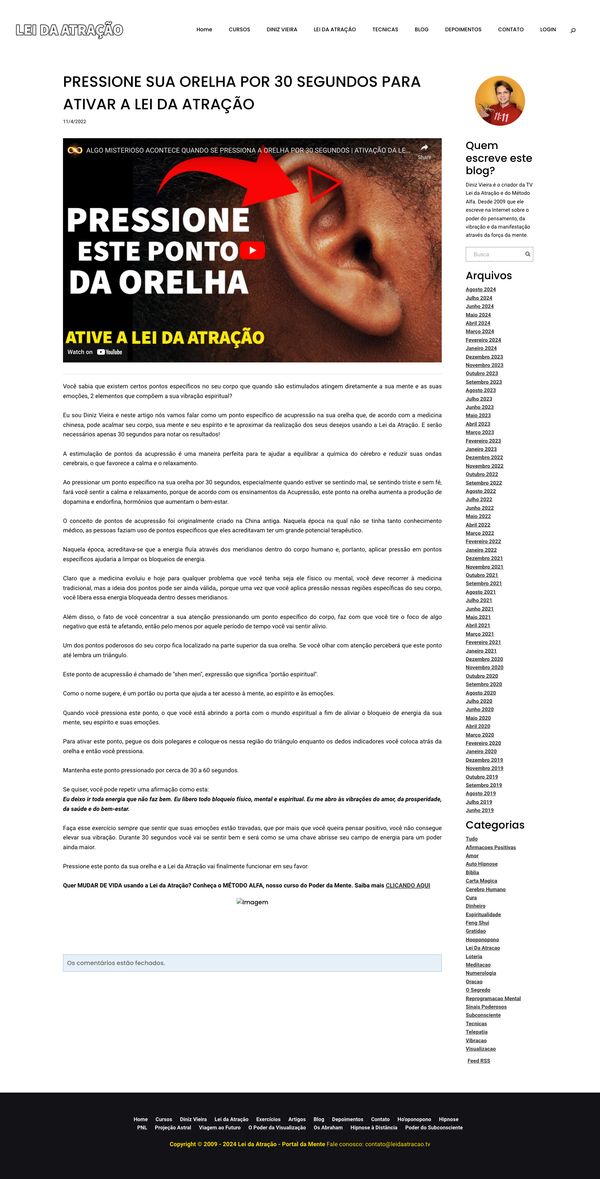 LEI DA ATRAÇÃO
Home CURSOS DINIZ VIEIRA LEI DA ATRAÇÃO TECNICAS BLOG DEPOIMENTOS CONTATO LOGIN
PRESSIONE SUA ORELHA POR 30 SEGUNDOS PARA
ATIVAR A LEI DA ATRAÇÃO
11/4/2022
ALGO MISTERIOSO ACONTECE QUANDO SE PRESSIONA A ORELHA POR 30 SEGUNDOS | ATIVAÇÃO DA LE...
Share
PRESSIONE
ESTE PONTO
DA ORELHA
ATIVE A LEI DA ATRAÇÃO
Watch on YouTube
Você sabia que existem certos pontos específicos no seu corpo que quando são estimulados atingem diretamente a sua mente e as suas
emoções, 2 elementos que compõem a sua vibração espiritual?
Eu sou Diniz Vieira e neste artigo nós vamos falar como um ponto específico de acupressão na sua orelha que, de acordo com a medicina
chinesa, pode acalmar seu corpo, sua mente e seu espírito e te aproximar da realização dos seus desejos usando a Lei da Atração. E serão
necessários apenas 30 segundos para notar os resultados!
A estimulação de pontos da acupressão é uma maneira perfeita para te ajudar a equilibrar a química do cérebro e reduzir suas ondas
cerebrais, o que favorece a calma e o relaxamento.
Ao pressionar um ponto específico na sua orelha por 30 segundos, especialmente quando estiver se sentindo mal, se sentindo triste e sem fé,
fará você sentir a calma e relaxamento, porque de acordo com os ensinamentos da Acupressão, este ponto na orelha aumenta a produção de
dopamina e endorfina, hormônios que aumentam o bem-estar.
O conceito de pontos de acupressão foi originalmente criado na China antiga. Naquela época na qual não se tinha tanto conhecimento
médico, as pessoas faziam uso de pontos específicos que eles acreditavam ter um grande potencial terapêutico.
Naquela época, acreditava-se que a energia fluía através dos meridianos dentro do corpo humano e, portanto, aplicar pressão em pontos
específicos ajudaria a limpar os bloqueios de energia.
Claro que a medicina evoluiu e hoje para qualquer problema que você tenha seja ele físico ou mental, você deve recorrer à medicina
tradicional, mas a ideia dos pontos pode ser ainda válida,, porque uma vez que você aplica pressão nessas regiões específicas do seu corpo,
você libera essa energia bloqueada dentro desses meridianos.
Além disso, o fato de você concentrar a sua atenção pressionando um ponto específico do corpo, faz com que você tire o foco de algo
negativo que está te afetando, então pelo menos por aquele período de tempo você vai sentir alívio.
Um dos pontos poderosos do seu corpo fica localizado na parte superior da sua orelha. Se você olhar com atenção perceberá que este ponto
até lembra um triângulo.
Este ponto de acupressão é chamado de "shen men", expressão que significa "portão espiritual".
Como o nome sugere, é um portão ou porta que ajuda a ter acesso à mente, ao espírito e às emoções.
Quando você pressiona este ponto, o que você está abrindo a porta com o mundo espiritual a fim de aliviar o bloqueio de energia da sua
mente, seu espírito e suas emoções.
Para ativar este ponto, pegue os dois polegares e coloque-os nessa região do triângulo enquanto os dedos indicadores você coloca atrás da
orelha e então você pressiona.
Mantenha este ponto pressionado por cerca de 30 a 60 segundos.
Se quiser, você pode repetir uma afirmação como esta:
Eu deixo ir toda energia que não faz bem. Eu libero todo bloqueio físico, mental e espiritual. Eu me abro às vibrações do amor, da prosperidade,
da saúde e do bem-estar.
Faça esse exercício sempre que sentir que suas emoções estão travadas, que por mais que você queira pensar positivo, você não consegue
elevar sua vibração. Durante 30 segundos você vai se sentir bem e será como se uma chave abrisse seu campo de energia para um poder
ainda maior.
Pressione este ponto da sua orelha e a Lei da Atração vai finalmente funcionar em seu favor.
Quer MUDAR DE VIDA usando a Lei da Atração? Conheça o MÉTODO ALFA, nosso curso do Poder da Mente. Saiba mais CLICANDO AQUI
Imagem
Os comentários estão fechados.
11:11
Quem
escreve este
blog?
Diniz Vieira é o criador da TV
Lei da Atração e do Método
Alfa. Desde 2009 que ele
escreve na Internet sobre o
poder do pensamento, da
vibração e da manifestação
através da força da mente.
Busca
Arquivos
Agosto 2024
Julho 2024
Junho 2024
Maio 2024
Abril 2024
Março 2024
Fevereiro 2024
Janeiro 2024
Dezembro 2023
Novembro 2023
Outubro 2023
Setembro 2023
Agosto 2023
Julho 2023
Junho 2023
Maio 2023
Abril 2023
Março 2023
Fevereiro 2023
Janeiro 2023
Dezembro 2022
Novembro 2022
Outubro 2022
Setembro 2022
Agosto 2022
Julho 2022
Junho 2022
Maio 2022
Abril 2022
Março 2022
Fevereiro 2022
Janeiro 2022
Dezembro 2021
Novembro 2021
Outubro 2021
Setembro 2021
Agosto 2021
Julho 2021
Junho 2021
Maio 2021
Abril 2021
Março 2021
Fevereiro 2021
Janeiro 2021
Dezembro 2020
Novembro 2020
Outubro 2020
Setembro 2020
Agosto 2020
Julho 2020
Junho 2020
Maio 2020
Abril 2020
Março 2020
Fevereiro 2020
Janeiro 2020
Dezembro 2019
Novembro 2019
Outubro 2019
Setembro 2019
Agosto 2019
Julho 2019
Junho 2019
Categorias
Tudo
Afirmacoes Positivas
Amor
Auto Hipnose
Bíblia
Carta Magica
Cerebro Humano
Cura
Dinheiro
Espiritualidade
Feng Shui
Gratidao
Hooponopono
Lei Da Atracao
Loteria
Meditacao
Numerologia
Oracao
O Segredo
Reprogramacao Mental
Sinais Poderosos
Subconsciente
Tecnicas
Telepatia
Vibracao
Visualizacao
Feed RSS
Home Cursos Diniz Vieira Lei da Atração Exercícios Artigos Blog Depoimentos Contato Ho'oponopono Hipnose
PNL Projeção Astral Viagem ao Futuro O Poder da Visualização Os Abraham Hipnose à Distância Poder do Subconsciente
Copyright © 2009 - 2024 Lei da Atração - Portal da Mente Fale conosco: contato@leidaatracao.tv